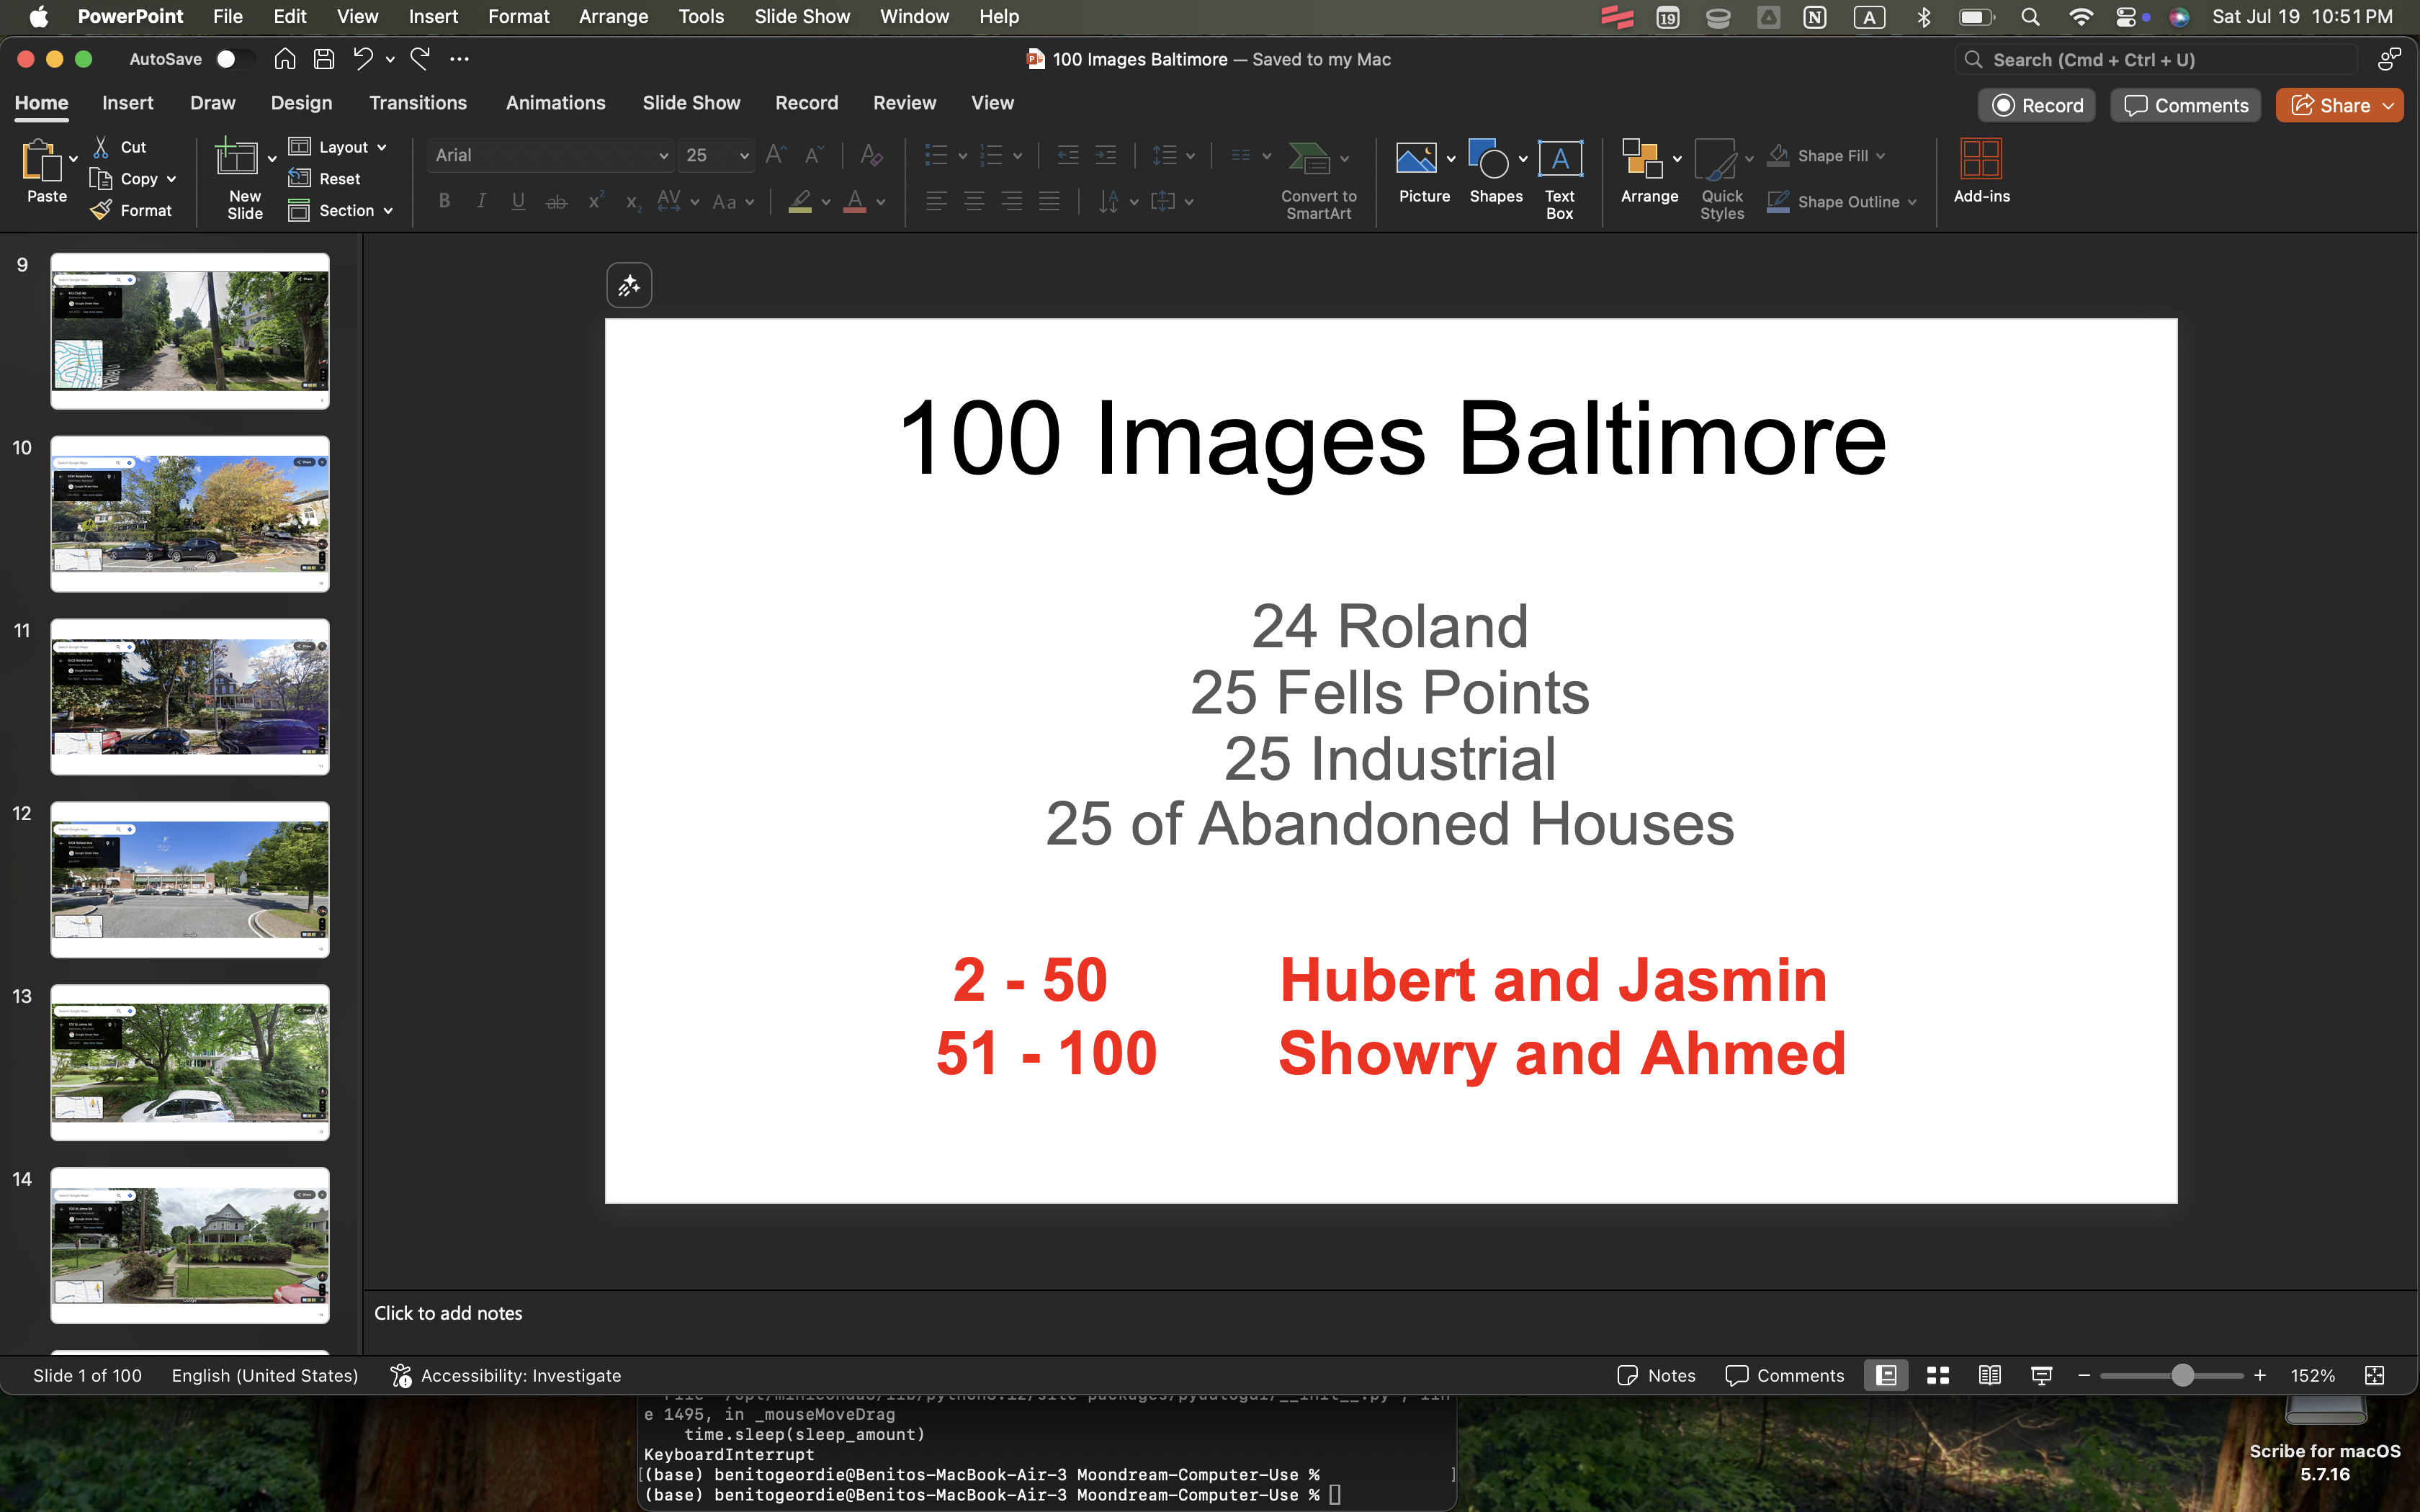 PowerPoint File Edit View Insert Format Arrange Tools Slide Show Window Help
19 N A Sat Jul 19 10:51 PM
AutoSave
100 Images Baltimore — Saved to my Mac
Search (Cmd + Ctrl + U)
Home Insert Draw Design Transitions Animations Slide Show Record Review View
Record Comments Share
Paste
Cut
Copy
Format
New
Slide
Layout
Reset
Section
Arial 25
B I U ab
Convert to
SmartArt
Picture
Shapes
Text
Box
Arrange
Quick
Styles
Shape Fill
Shape Outline
Add-ins
9
10
11
12
13
14
100 Images Baltimore
24 Roland
25 Fells Points
25 Industrial
25 of Abandoned Houses
2 - 50 Hubert and Jasmin
51 - 100 Showry and Ahmed
Click to add notes
Slide 1 of 100 English (United States) Accessibility: Investigate Notes Comments 152%
e 1495, in _mouseMoveDrag
time.sleep(sleep_amount)
KeyboardInterrupt
[(base) benitogeordie@Benitos-MacBook-Air-3 Moondream-Computer-Use % ]
(base) benitogeordie@Benitos-MacBook-Air-3 Moondream-Computer-Use %
Scribe for macOS
5.7.16